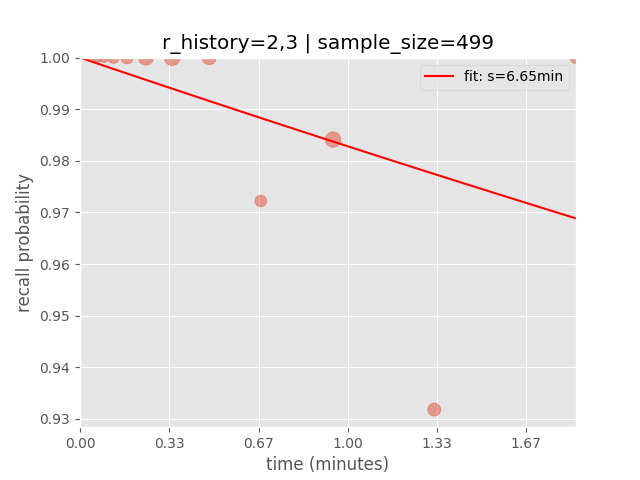 r_history=2,3 | sample_size=499
fit: s=6.65min
recall probability
1.00
0.99
0.98
0.97
0.96
0.95
0.94
0.93
0.00 0.33 0.67 1.00 1.33 1.67
time (minutes)